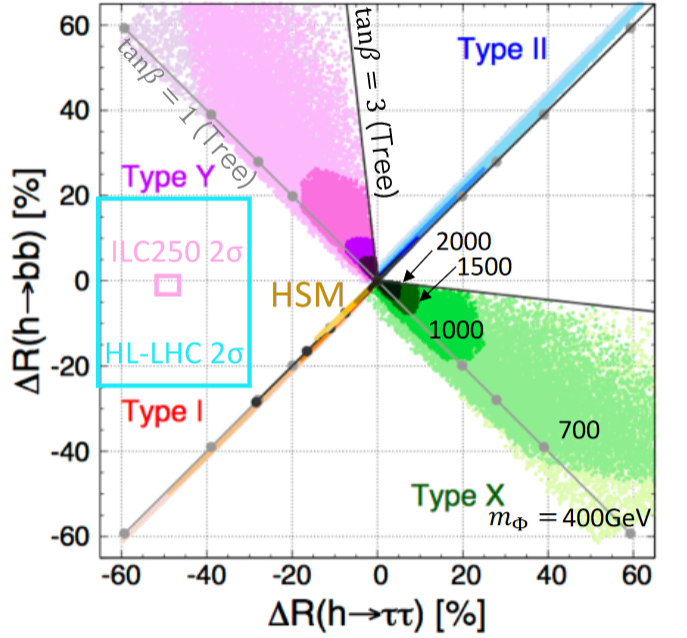 60
40
20
0
-20
-40
-60
ΔR(h→bb) [%]
tanβ = 1 (Tree)
tanβ = 3 (Tree)
Type II
Type Y
ILC250 2σ
HL-LHC 2σ
HSM
2000
1500
1000
700
Type I
Type X
mΦ = 400GeV
-60 -40 -20 0 20 40 60
ΔR(h→ττ) [%]